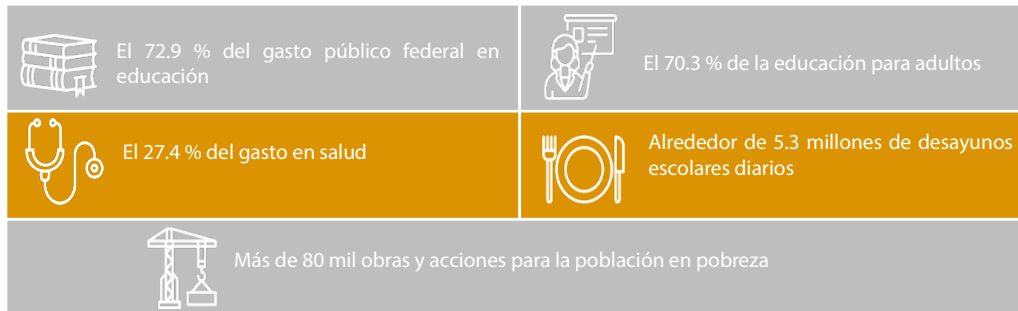 El 72.9 % del gasto público federal en
educación
El 70.3 % de la educación para adultos
El 27.4 % del gasto en salud
Alrededor de 5.3 millones de desayunos
escolares diarios
Más de 80 mil obras y acciones para la población en pobreza